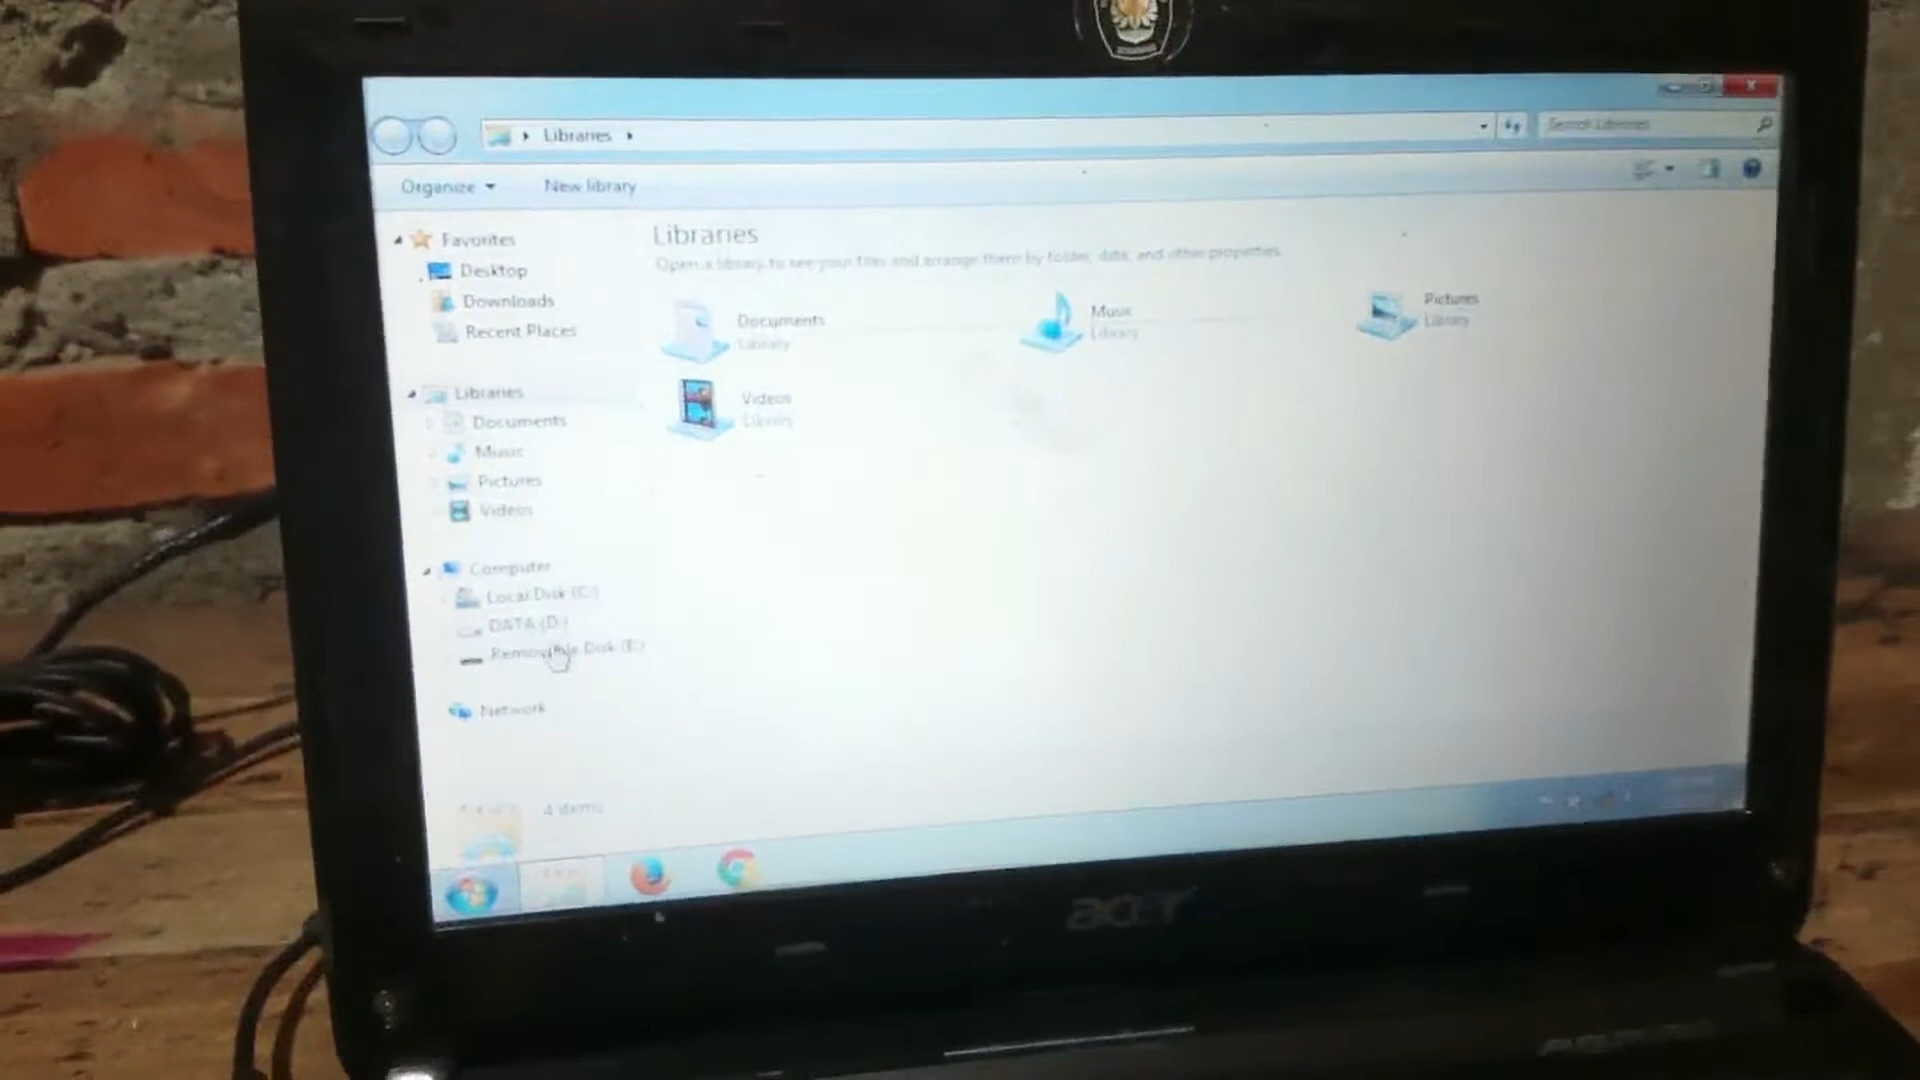 Libraries
Search Libraries
Organize
New library
Favorites
Desktop
Downloads
Recent Places
Libraries
Documents
Music
Pictures
Videos
Computer
Local Disk (C:)
DATA (D:)
Removable Disk (E:)
Network
Libraries
Open a library to see your files and arrange them by folder, date, and other properties.
Documents
Library
Music
Library
Pictures
Library
Videos
Library
4 items
acer